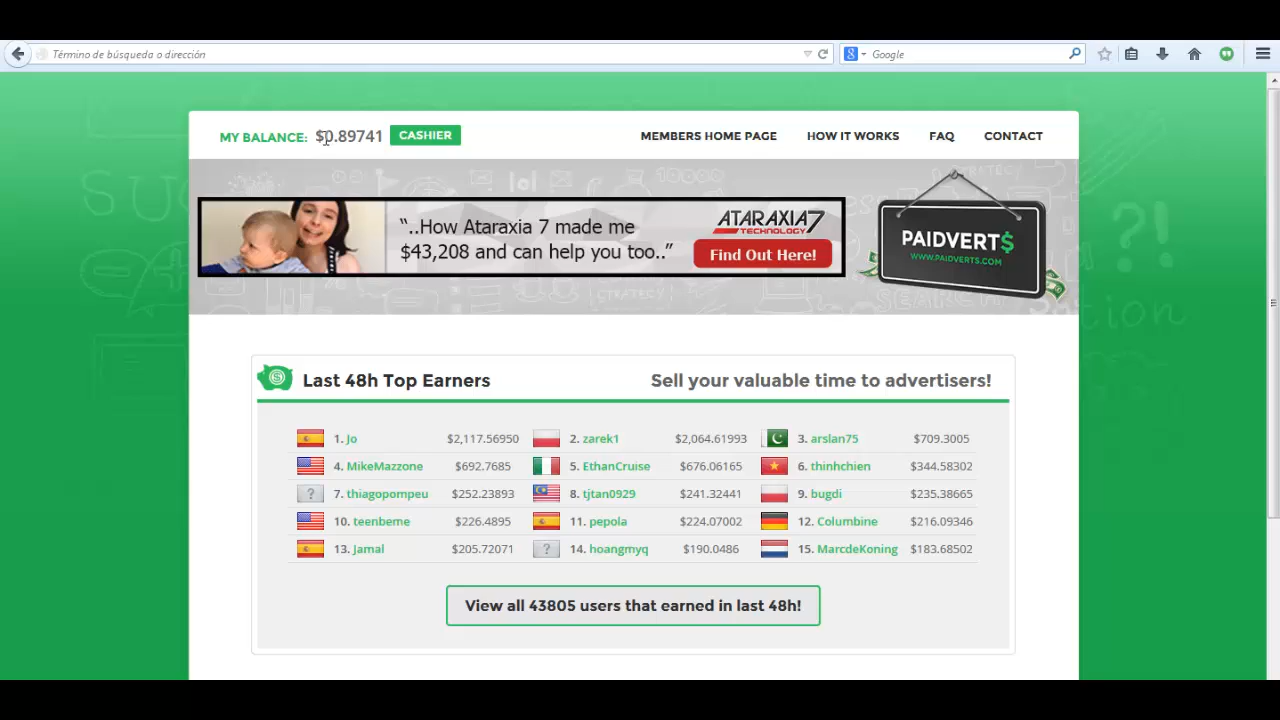 Término de búsqueda o dirección
Google
MY BALANCE: $0.89741 CASHIER
MEMBERS HOME PAGE HOW IT WORKS FAQ CONTACT
“..How Ataraxia 7 made me
$43,208 and can help you too..”
ATARAXIA7
TECHNOLOGY
Find Out Here!
PAIDVERT$
WWW.PAIDVERTS.COM
Last 48h Top Earners
Sell your valuable time to advertisers!
1. Jo $2,117.56950 2. zarek1 $2,064.61993 3. arslan75 $709.3005
4. MikeMazzone $692.7685 5. EthanCruise $676.06165 6. thinhchien $344.58302
7. thiagopompeu $252.23893 8. tjtan0929 $241.32441 9. bugdi $235.38665
10. teenbeme $226.4895 11. pepola $224.07002 12. Columbine $216.09346
13. Jamal $205.72071 14. hoangmyq $190.0486 15. MarcdeKoning $183.68502
View all 43805 users that earned in last 48h!